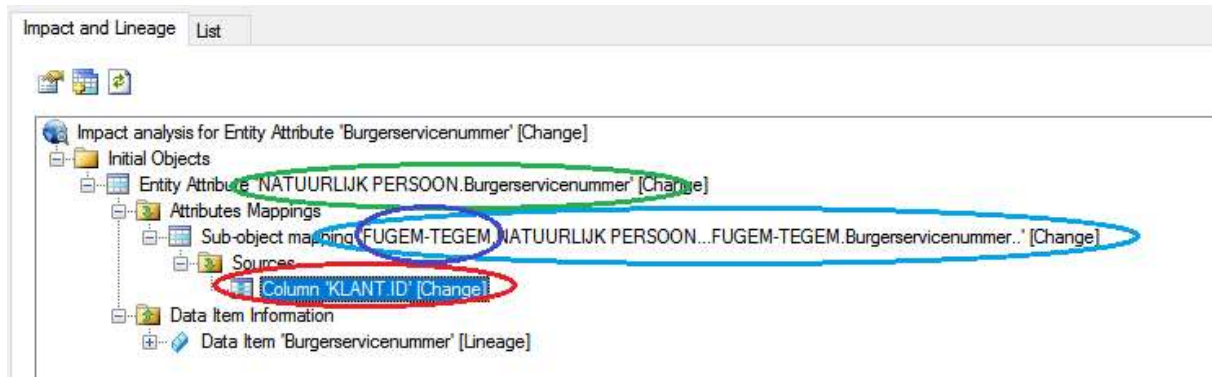 Impact and Lineage List
Impact analysis for Entity Attribute 'Burgerservicenummer' [Change]
Initial Objects
Entity Attribute 'NATUURLIJK PERSOON.Burgerservicenummer' [Change]
Attributes Mappings
Sub-object mapping 'FUGEM-TEGEM.NATUURLIJK PERSOON...FUGEM-TEGEM.Burgerservicenummer..' [Change]
Sources
Column 'KLANT.ID' [Change]
Data Item Information
Data Item 'Burgerservicenummer' [Lineage]